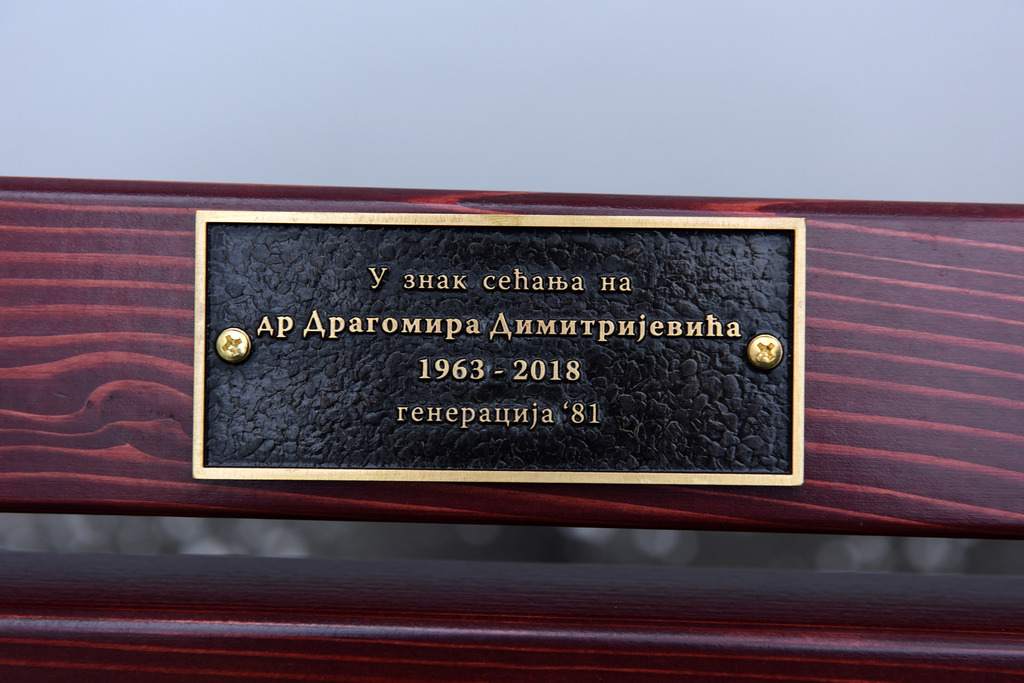 У знак сећања на
др Драгомира Димитријевића
1963 - 2018
генерација ‘81